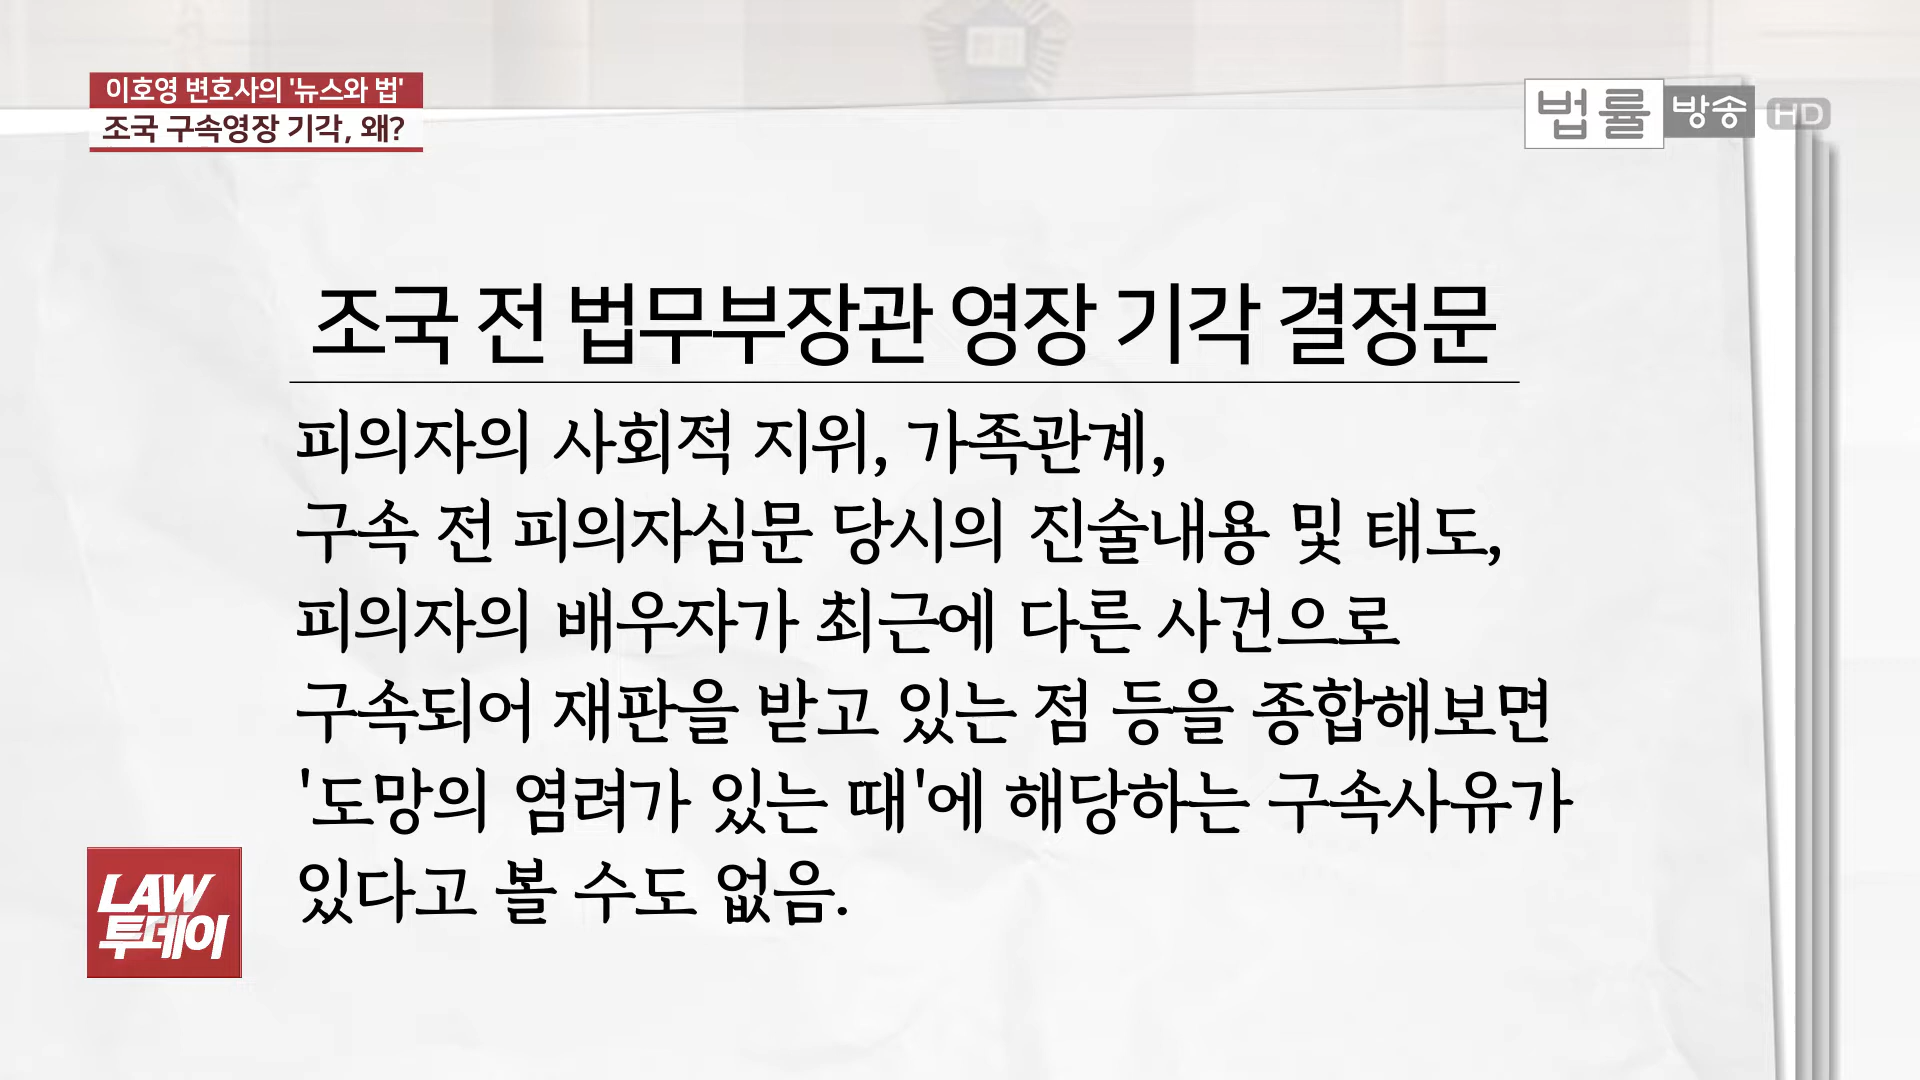 이호영 변호사의 '뉴스와 법'
조국 구속영장 기각, 왜?
법률방송 HD
조국 전 법무부장관 영장 기각 결정문
피의자의 사회적 지위, 가족관계,
구속 전 피의자심문 당시의 진술내용 및 태도,
피의자의 배우자가 최근에 다른 사건으로
구속되어 재판을 받고 있는 점 등을 종합해보면
'도망의 염려가 있는 때'에 해당하는 구속사유가
있다고 볼 수도 없음.
LAW
투데이